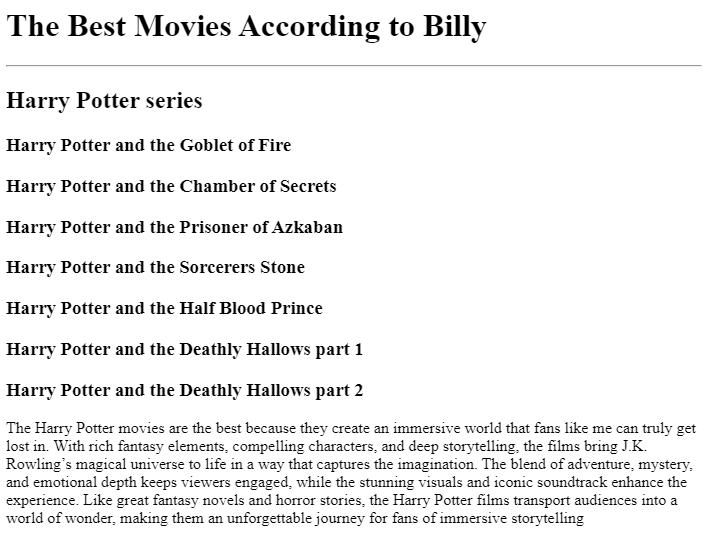 The Best Movies According to Billy
Harry Potter series
Harry Potter and the Goblet of Fire
Harry Potter and the Chamber of Secrets
Harry Potter and the Prisoner of Azkaban
Harry Potter and the Sorcerers Stone
Harry Potter and the Half Blood Prince
Harry Potter and the Deathly Hallows part 1
Harry Potter and the Deathly Hallows part 2
The Harry Potter movies are the best because they create an immersive world that fans like me can truly get
lost in. With rich fantasy elements, compelling characters, and deep storytelling, the films bring J.K.
Rowling’s magical universe to life in a way that captures the imagination. The blend of adventure, mystery,
and emotional depth keeps viewers engaged, while the stunning visuals and iconic soundtrack enhance the
experience. Like great fantasy novels and horror stories, the Harry Potter films transport audiences into a
world of wonder, making them an unforgettable journey for fans of immersive storytelling